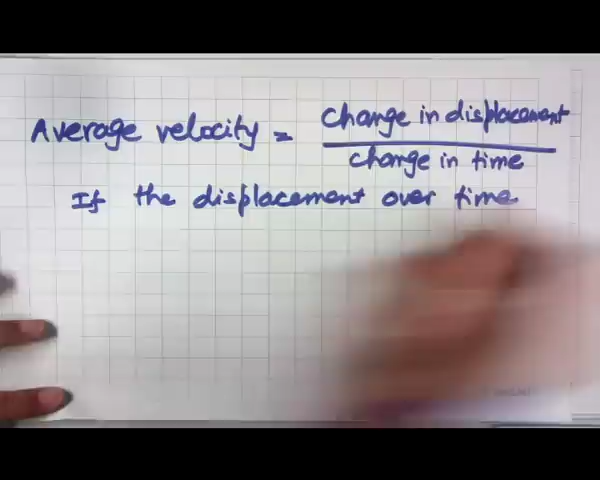 Average velocity = change in displacement
change in time
If the displacement over time